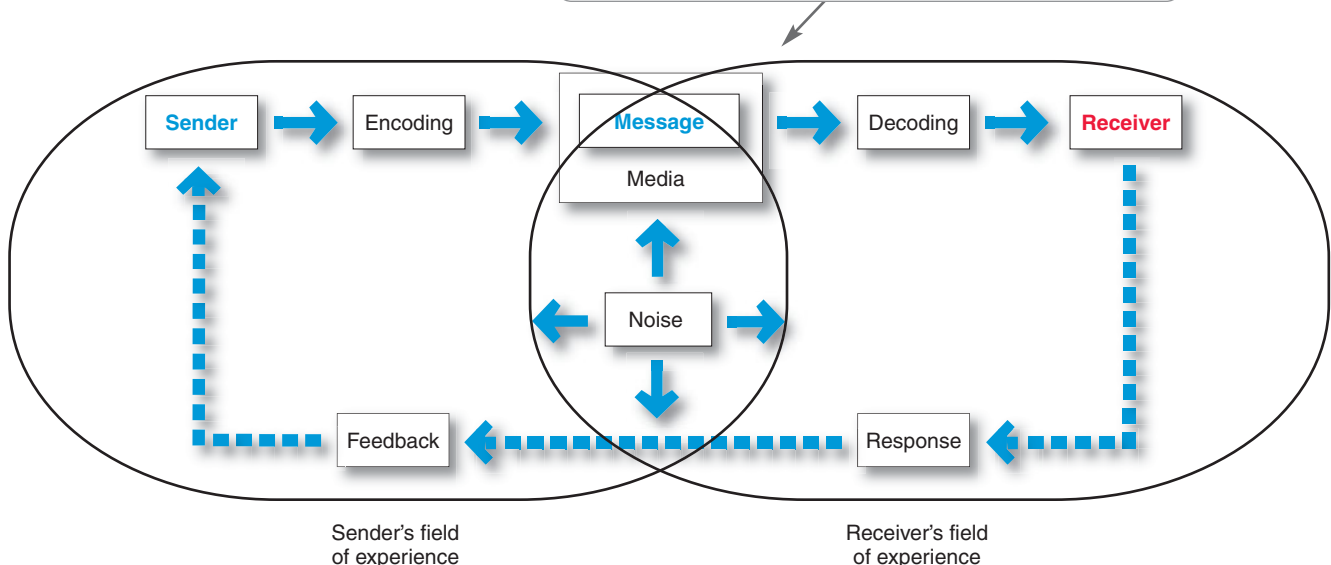 Sender
Encoding
Message
Decoding
Receiver
Media
Noise
Feedback
Response
Sender’s field
of experience
Receiver’s field
of experience